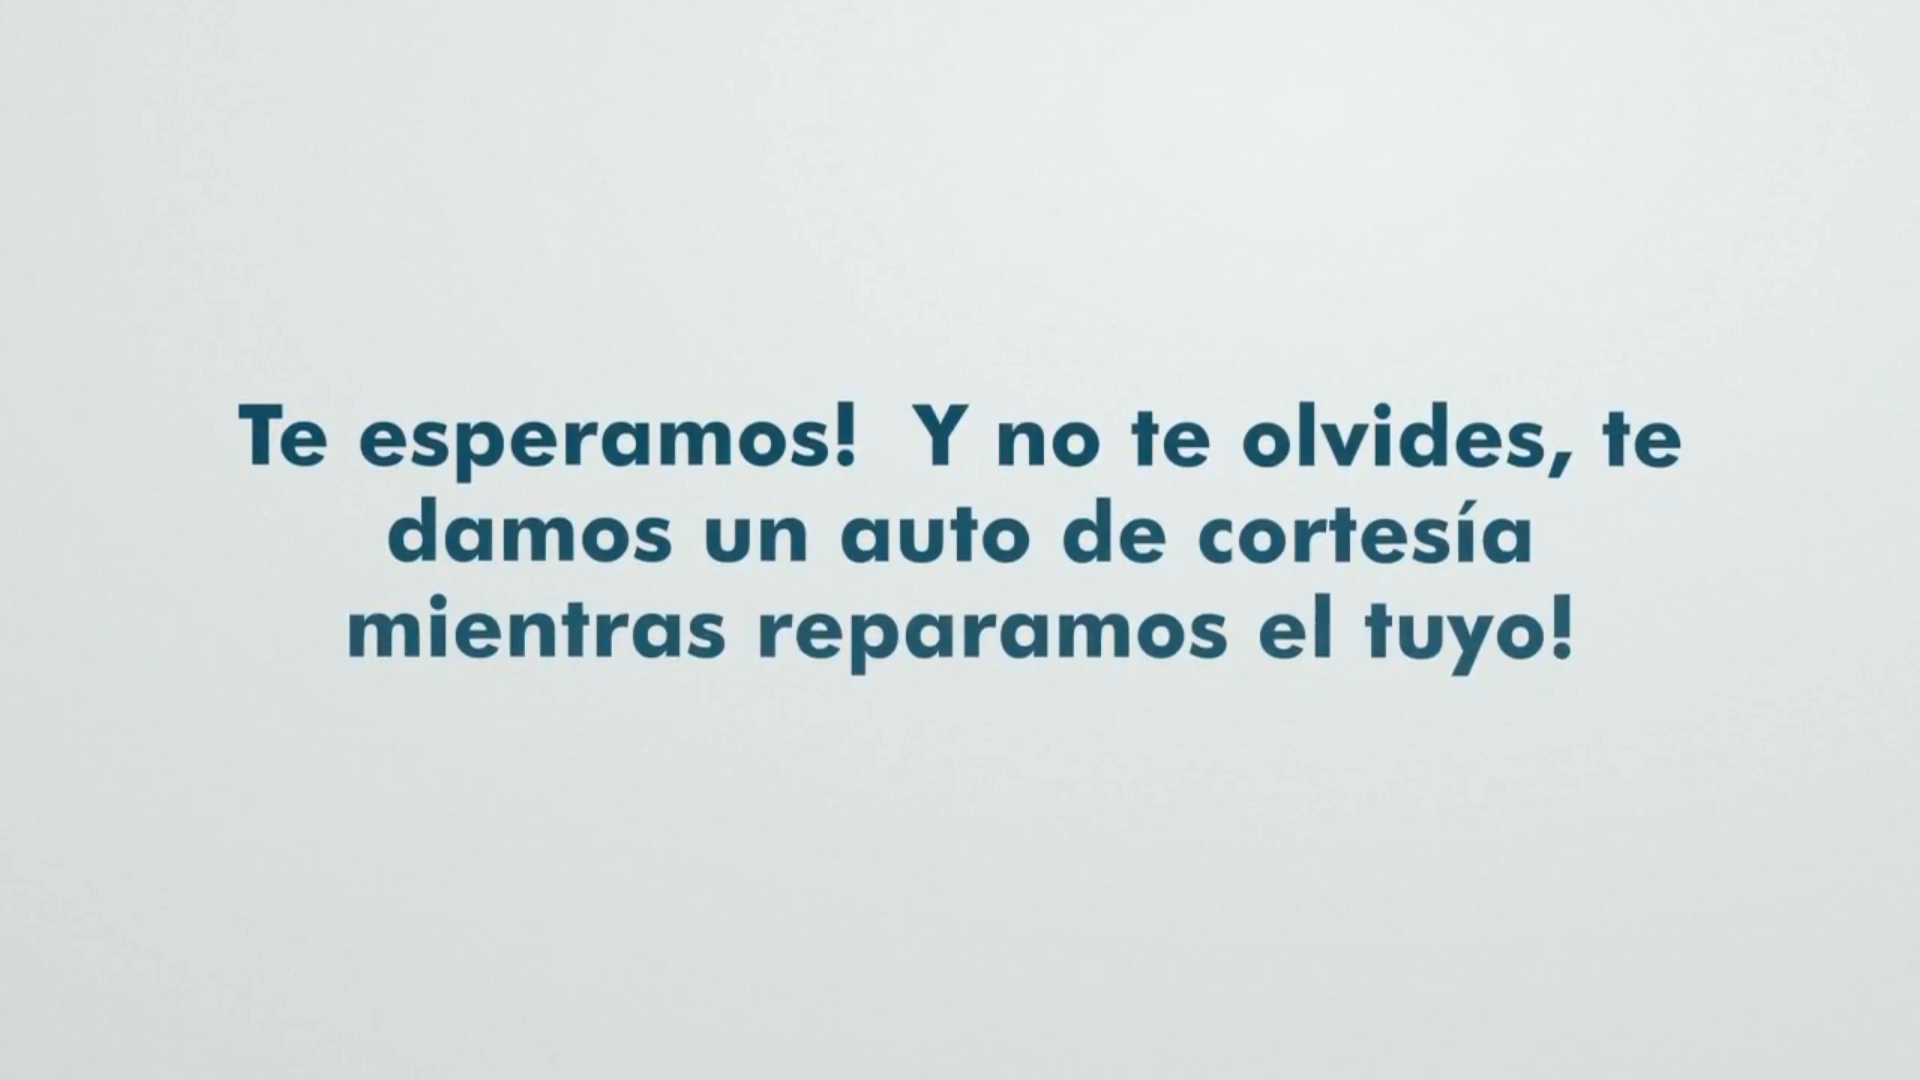 Te esperamos!  Y no te olvides, te
damos un auto de cortesía
mientras reparamos el tuyo!